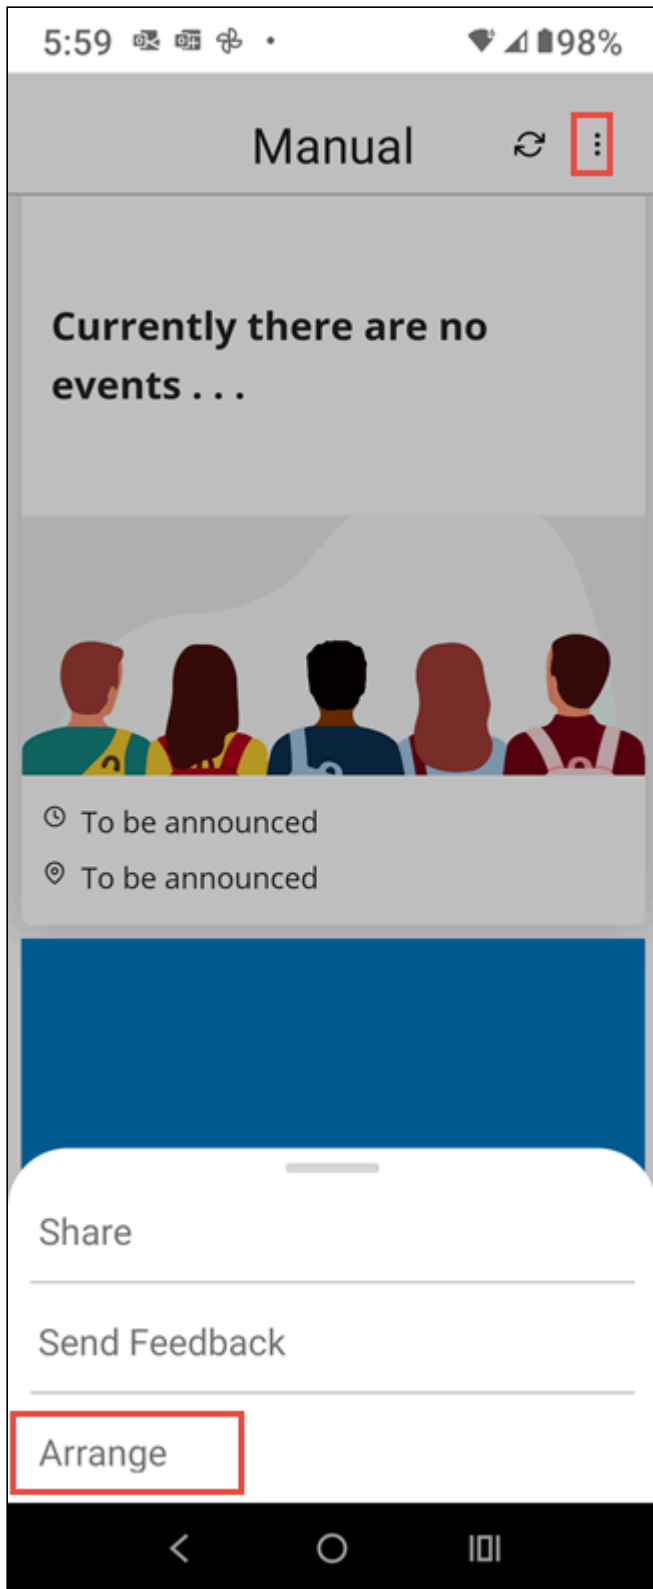 5:59 98%
Manual
Currently there are no
events . . .
To be announced
To be announced
Share
Send Feedback
Arrange